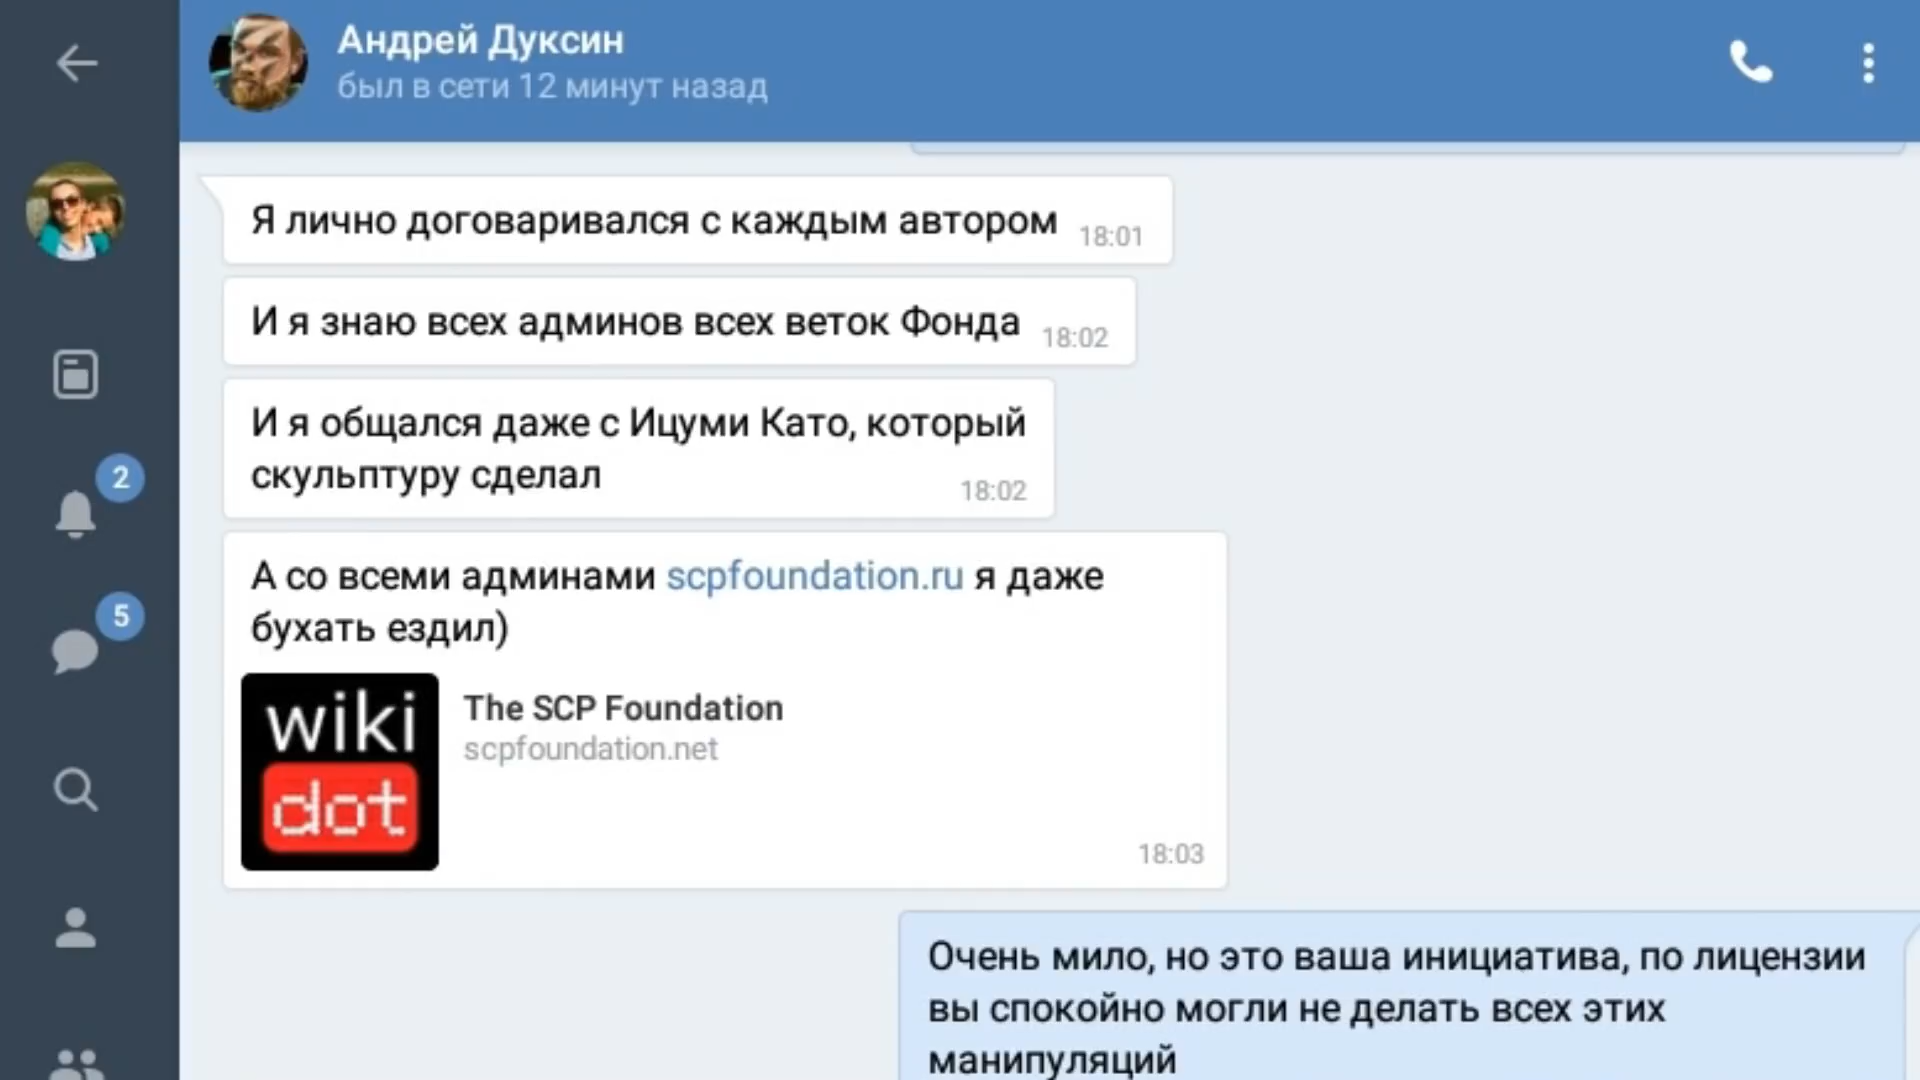 Андрей Дуксин
был в сети 12 минут назад
Я лично договаривался с каждым автором
18:01
И я знаю всех админов всех веток Фонда
18:02
И я общался даже с Ицуми Като, который
скульптуру сделал
18:02
А со всеми админами scpfoundation.ru я даже
бухать ездил)
wiki
dot
The SCP Foundation
scpfoundation.net
18:03
2
5
Очень мило, но это ваша инициатива, по лицензии
вы спокойно могли не делать всех этих
манипуляций